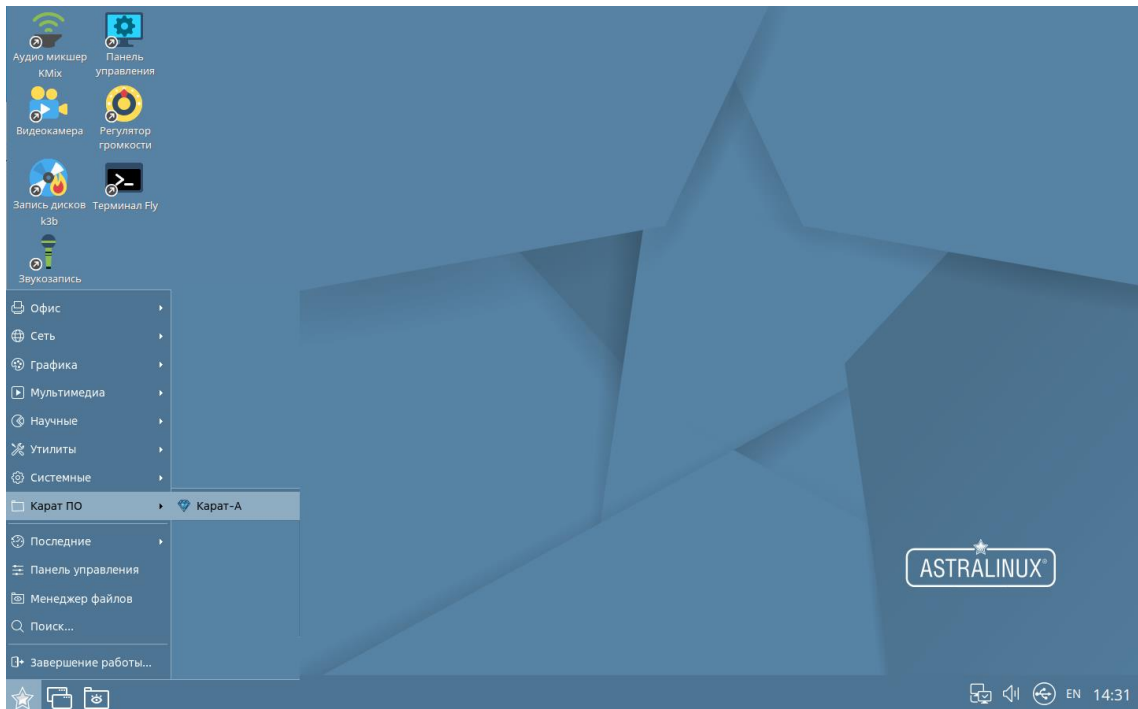 Аудио микшер
KMix
Панель
управления
Видеокамера
Регулятор
громкости
Запись дисков
k3b
Терминал Fly
Звукозапись
Офис
Сеть
Графика
Мультимедиа
Научные
Утилиты
Системные
Карат ПО
Карат-А
Последние
Панель управления
Менеджер файлов
Поиск...
Завершение работы...
ASTRALINUX®
EN 14:31